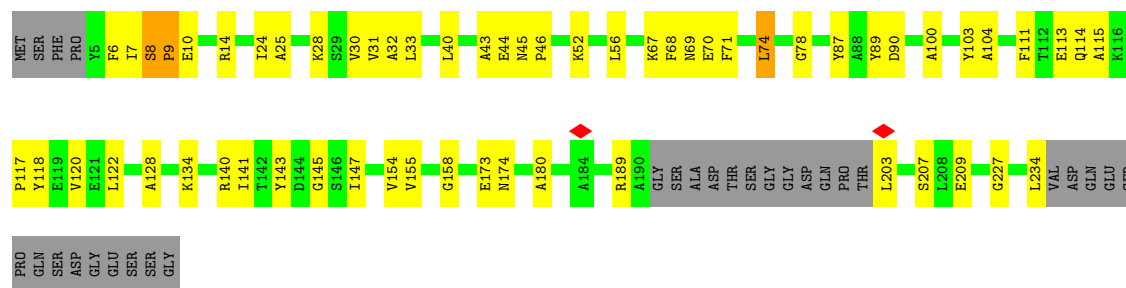 MET SER PHE PRO Y5 F6 I7 S8 P9 E10 R14 I24 A25 K28 S29 V30 V31 A32 L33 L40 A43 E44 N45 P46 K52 L56 K67 F68 N69 E70 F71 L74 G78 Y87 A88 Y89 D90 A100 Y103 A104 F111 T112 E113 Q114 A115 K116
P117 Y118 E119 V120 E121 L122 A128 K134 R140 I141 T142 Y143 D144 G145 S146 I147 V154 V155 G158 E173 N174 A180 A184 R189 A190 GLY SER ALA ASP THR SER GLY GLY ASP GLN PRO THR L203 S207 L208 E209 G227 L234 VAL ASP GLN GLU SER
PRO GLN SER ASP GLY GLU SER SER GLY